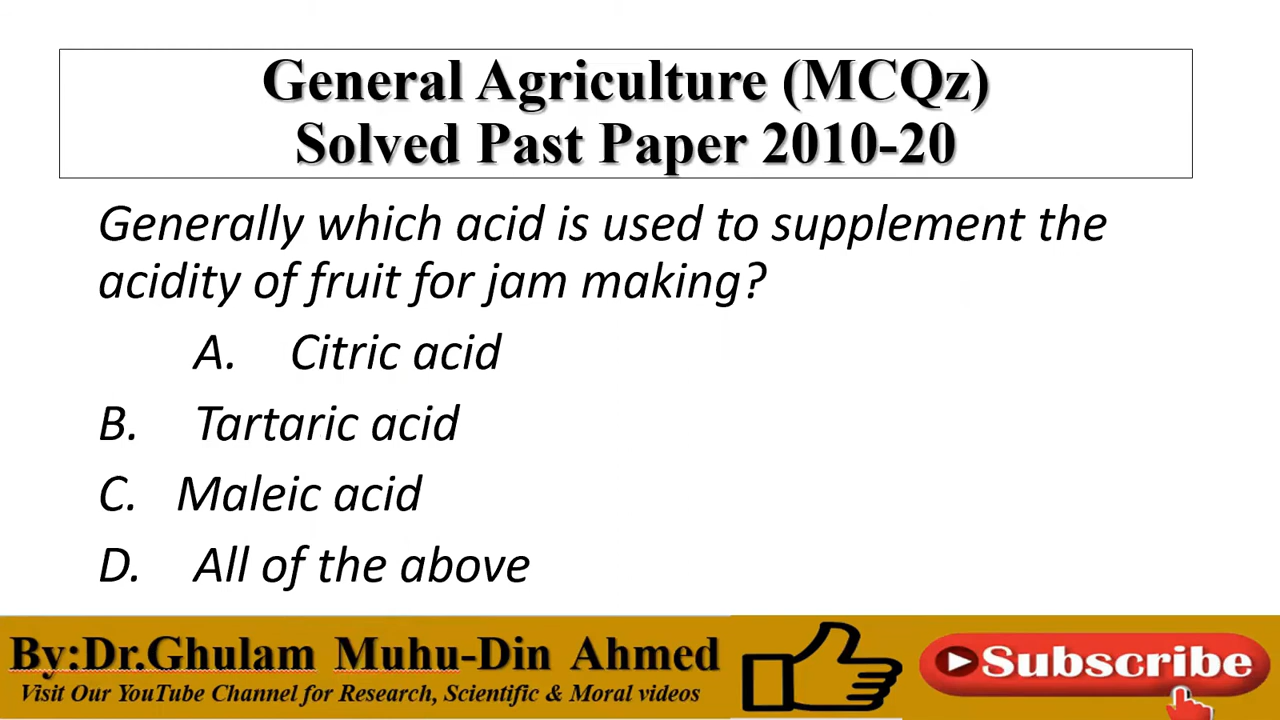 General Agriculture (MCQz)
Solved Past Paper 2010-20
Generally which acid is used to supplement the
acidity of fruit for jam making?
A. Citric acid
B. Tartaric acid
C. Maleic acid
D. All of the above
By:Dr.Ghulam Muhu-Din Ahmed
Visit Our YouTube Channel for Research, Scientific & Moral videos
Subscribe